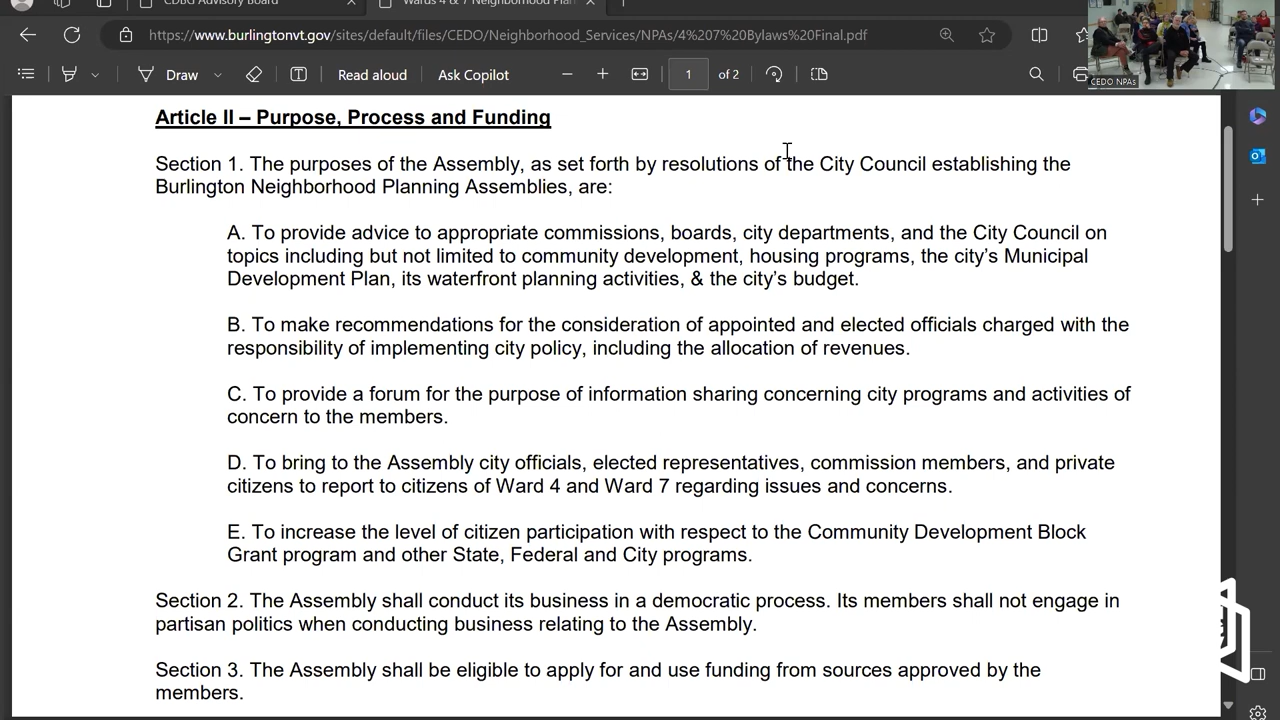 CDBG Advisory Board
Wards 4 & 7 Neighborhood Plan
https://www.burlingtonvt.gov/sites/default/files/CEDO/Neighborhood_Services/NPAs/4%207%20Bylaws%20Final.pdf
Draw
Read aloud
Ask Copilot
1
of 2
CEDO NPAs
Article II – Purpose, Process and Funding
Section 1. The purposes of the Assembly, as set forth by resolutions of the City Council establishing the
Burlington Neighborhood Planning Assemblies, are:
A. To provide advice to appropriate commissions, boards, city departments, and the City Council on
topics including but not limited to community development, housing programs, the city's Municipal
Development Plan, its waterfront planning activities, & the city's budget.
B. To make recommendations for the consideration of appointed and elected officials charged with the
responsibility of implementing city policy, including the allocation of revenues.
C. To provide a forum for the purpose of information sharing concerning city programs and activities of
concern to the members.
D. To bring to the Assembly city officials, elected representatives, commission members, and private
citizens to report to citizens of Ward 4 and Ward 7 regarding issues and concerns.
E. To increase the level of citizen participation with respect to the Community Development Block
Grant program and other State, Federal and City programs.
Section 2. The Assembly shall conduct its business in a democratic process. Its members shall not engage in
partisan politics when conducting business relating to the Assembly.
Section 3. The Assembly shall be eligible to apply for and use funding from sources approved by the
members.